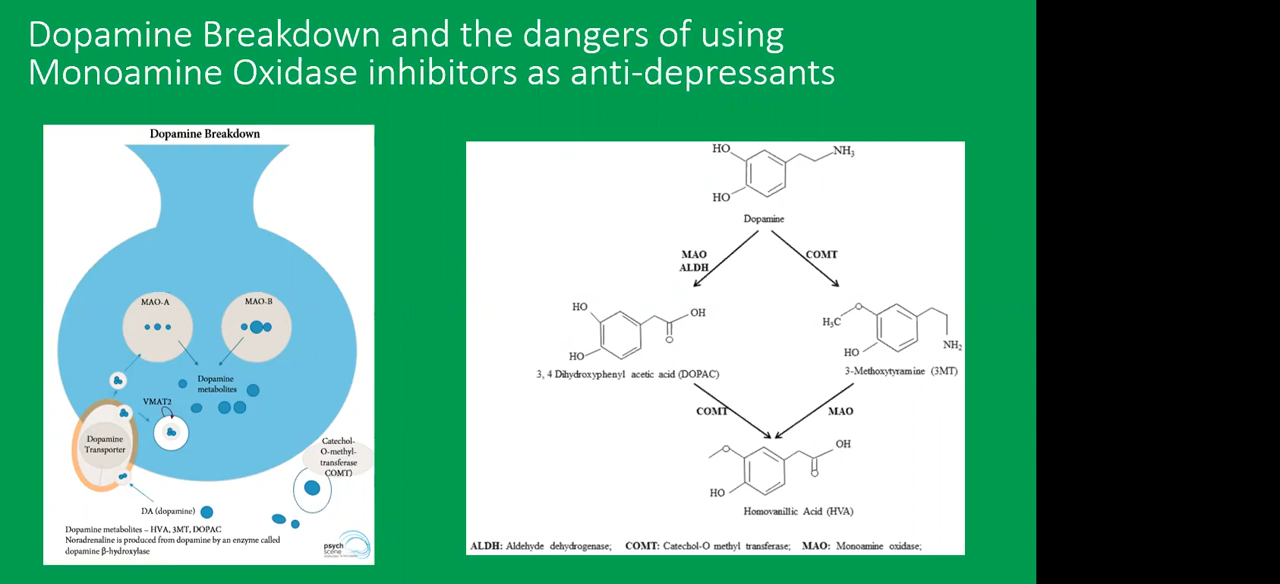 Dopamine Breakdown and the dangers of using
Monoamine Oxidase inhibitors as anti-depressants
Dopamine Breakdown
MAO-A
MAO-B
Dopamine
metabolites
VMAT2
Dopamine
Transporter
Catechol-
O-methyl-
transferase
COMT)
DA (dopamine)
Dopamine metabolites – HVA, 3MT, DOPAC
Noradrenaline is produced from dopamine by an enzyme called
dopamine β-hydroxylase
psych
scene
HO
NH3
HO
Dopamine
MAO
ALDH
COMT
HO
OH
O
HO
3, 4 Dihydroxyphenyl acetic acid (DOPAC)
O
H3C
HO
NH2
3-Methoxytyramine (3MT)
COMT
MAO
O
OH
O
HO
Homovanillic Acid (HVA)
ALDH: Aldehyde dehydrogenase; COMT: Catechol-O methyl transferase; MAO: Monoamine oxidase;